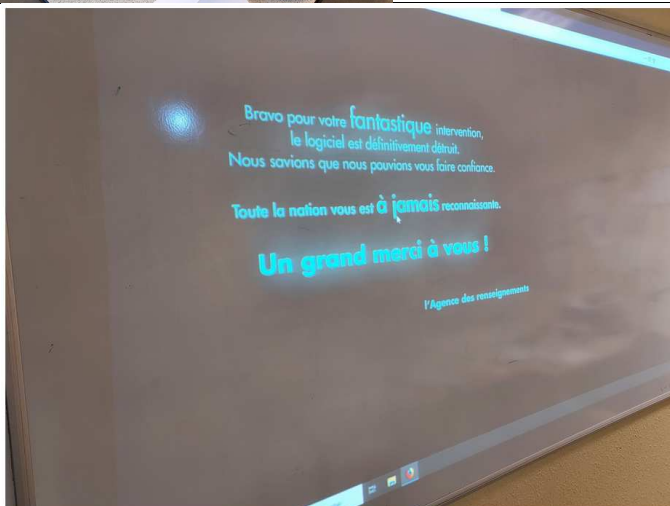 Bravo pour votre fantastique intervention,
le logiciel est définitivement détruit.
Nous savions que nous pouvions vous faire confiance.
Toute la nation vous est à jamais reconnaissante.
Un grand merci à vous !
l'Agence des renseignements